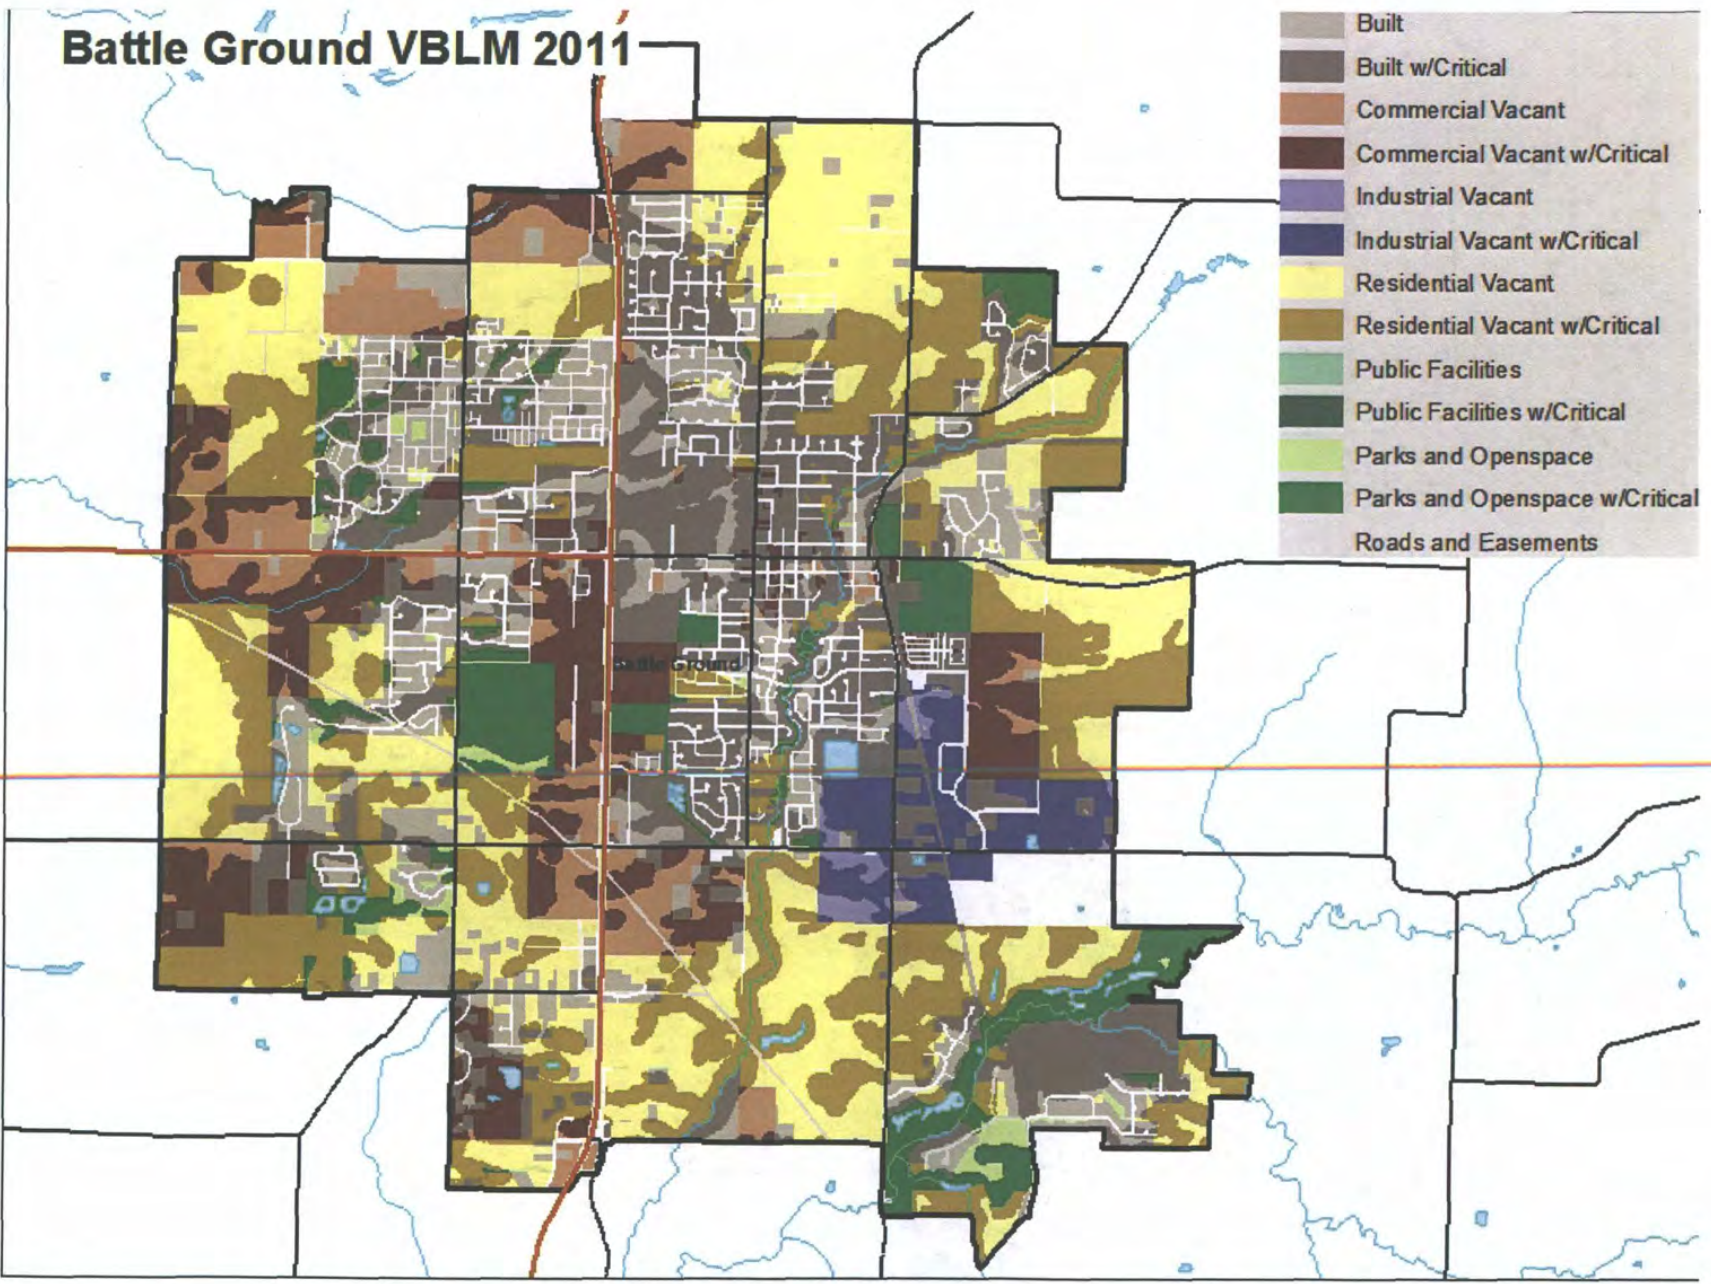 Battle Ground VBLM 2011
Built
Built w/Critical
Commercial Vacant
Commercial Vacant w/Critical
Industrial Vacant
Industrial Vacant w/Critical
Residential Vacant
Residential Vacant w/Critical
Public Facilities
Public Facilities w/Critical
Parks and Openspace
Parks and Openspace w/Critical
Roads and Easements
Battle Ground